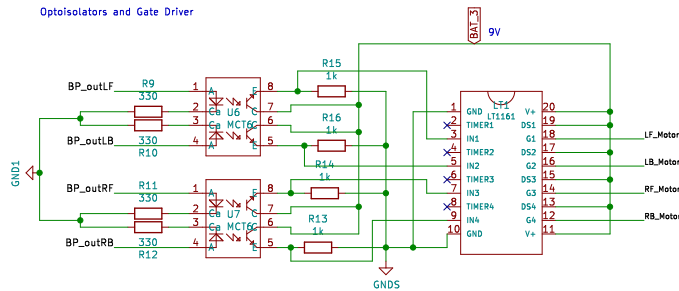 Optoisolators and Gate Driver
BAT_3
9V
R15
1k
BP_outLF
R9
330
1 A
2 Ca
3 Ca
4 A
U6
MCT6
E 8
C 7
C 6
E 5
BP_outLB
330
R10
R16
1k
GND1
R14
1k
BP_outRF
R11
330
1 A
2 Ca
3 Ca
4 A
U7
MCT6
E 8
C 7
C 6
E 5
BP_outRB
330
R12
R13
1k
GNDS
LT1
LT1161
1 GND
2 TIMER1
3 IN1
4 TIMER2
5 IN2
6 TIMER3
7 IN3
8 TIMER4
9 IN4
10 GND
V+ 20
DS1 19
G1 18
DS2 17
G2 16
DS3 15
G3 14
DS4 13
G4 12
V+ 11
LF_Motor
LB_Motor
RF_Motor
RB_Motor